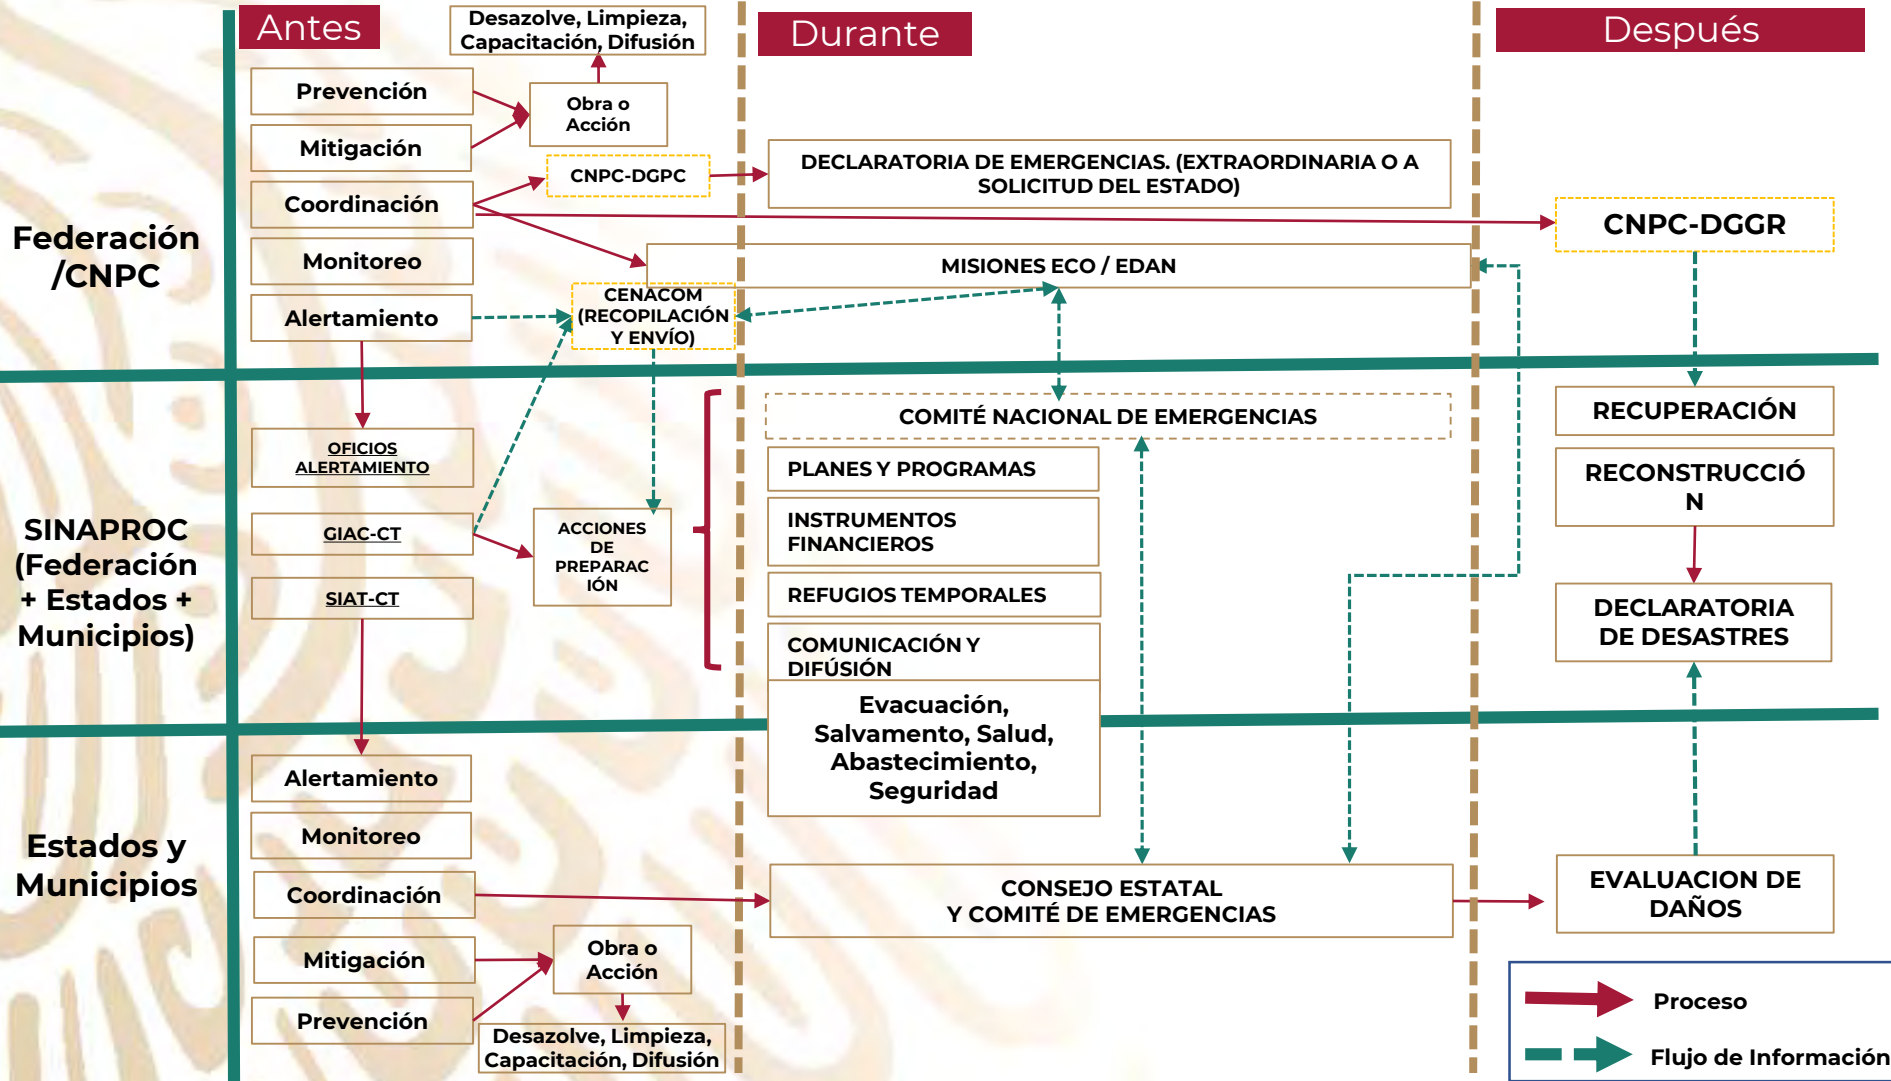 Antes
Desazolve, Limpieza,
Capacitación, Difusión
Durante
Después
Federación
/CNPC
Prevención
Mitigación
Coordinación
Monitoreo
Alertamiento
Obra o
Acción
CNPC-DGPC
DECLARATORIA DE EMERGENCIAS. (EXTRAORDINARIA O A
SOLICITUD DEL ESTADO)
CNPC-DGGR
MISIONES ECO / EDAN
CENACOM
(RECOPILACIÓN
Y ENVÍO)
SINAPROC
(Federación
+ Estados +
Municipios)
OFICIOS
ALERTAMIENTO
GIAC-CT
SIAT-CT
ACCIONES
DE
PREPARAC
IÓN
COMITÉ NACIONAL DE EMERGENCIAS
PLANES Y PROGRAMAS
INSTRUMENTOS
FINANCIEROS
REFUGIOS TEMPORALES
COMUNICACIÓN Y
DIFÚSIÓN
Evacuación,
Salvamento, Salud,
Abastecimiento,
Seguridad
RECUPERACIÓN
RECONSTRUCCIÓ
N
DECLARATORIA
DE DESASTRES
Estados y
Municipios
Alertamiento
Monitoreo
Coordinación
Mitigación
Prevención
Obra o
Acción
Desazolve, Limpieza,
Capacitación, Difusión
CONSEJO ESTATAL
Y COMITÉ DE EMERGENCIAS
EVALUACION DE
DAÑOS
Proceso
Flujo de Información